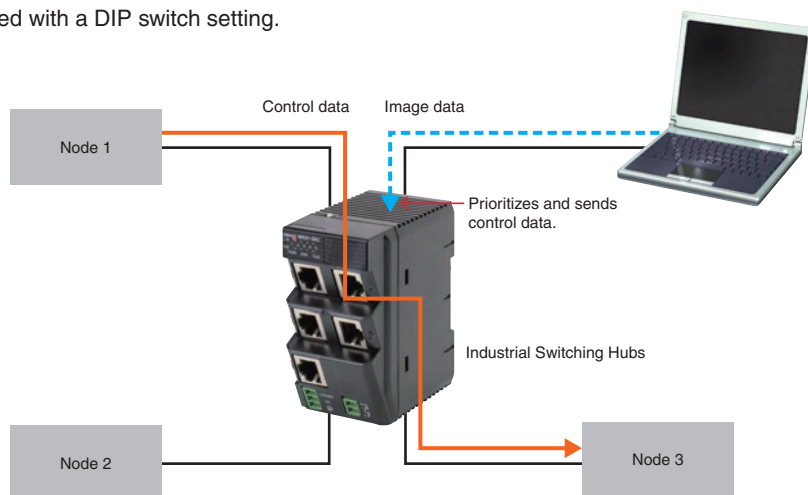 ed with a DIP switch setting.
Control data
Image data
Node 1
Prioritizes and sends
control data.
Industrial Switching Hubs
Node 2
Node 3